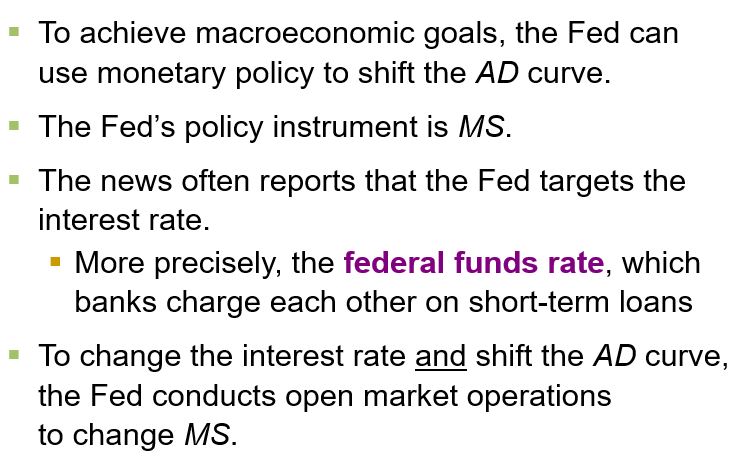 To achieve macroeconomic goals, the Fed can
use monetary policy to shift the AD curve.
The Fed's policy instrument is MS.
The news often reports that the Fed targets the
interest rate.
More precisely, the federal funds rate, which
banks charge each other on short-term loans
To change the interest rate and shift the AD curve,
the Fed conducts open market operations
to change MS.